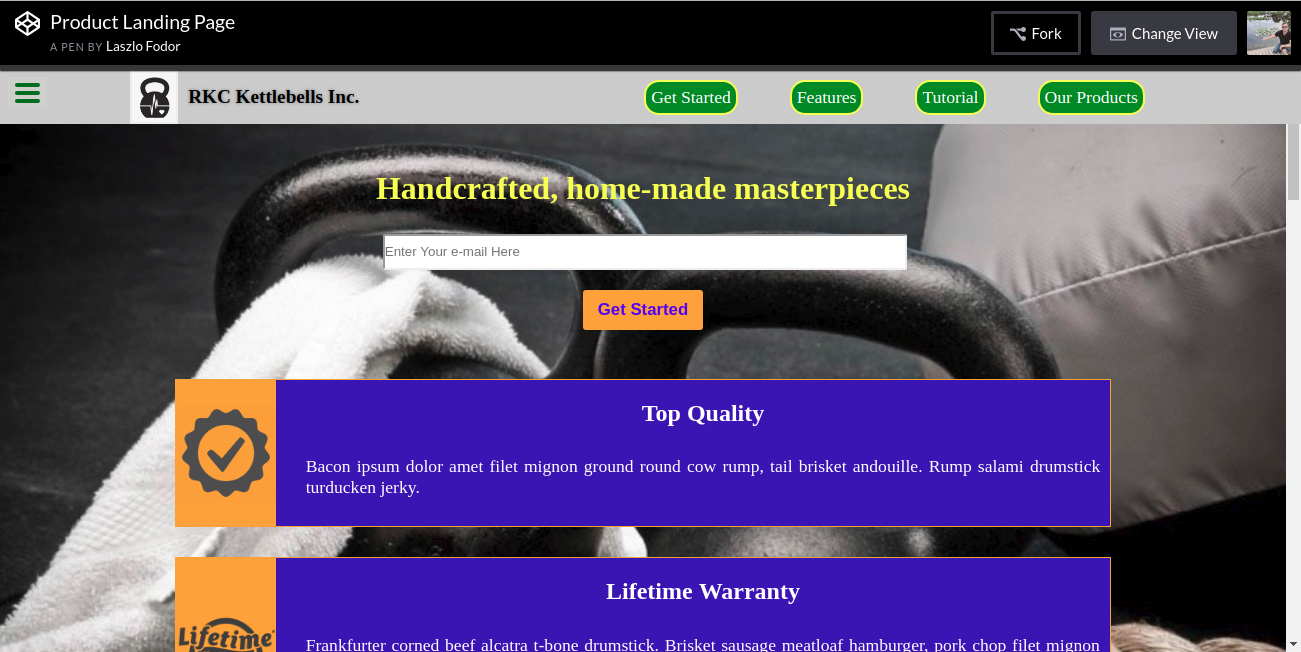 Product Landing Page
A PEN BY Laszlo Fodor
Fork
Change View
RKC Kettlebells Inc.
Get Started
Features
Tutorial
Our Products
Handcrafted, home-made masterpieces
Enter Your e-mail Here
Get Started
Top Quality
Bacon ipsum dolor amet filet mignon ground round cow rump, tail brisket andouille. Rump salami drumstick
turducken jerky.
Lifetime Warranty
Lifetime
Frankfurter corned beef alcatra t-bone drumstick. Brisket sausage meatloaf hamburger, pork chop filet mignon